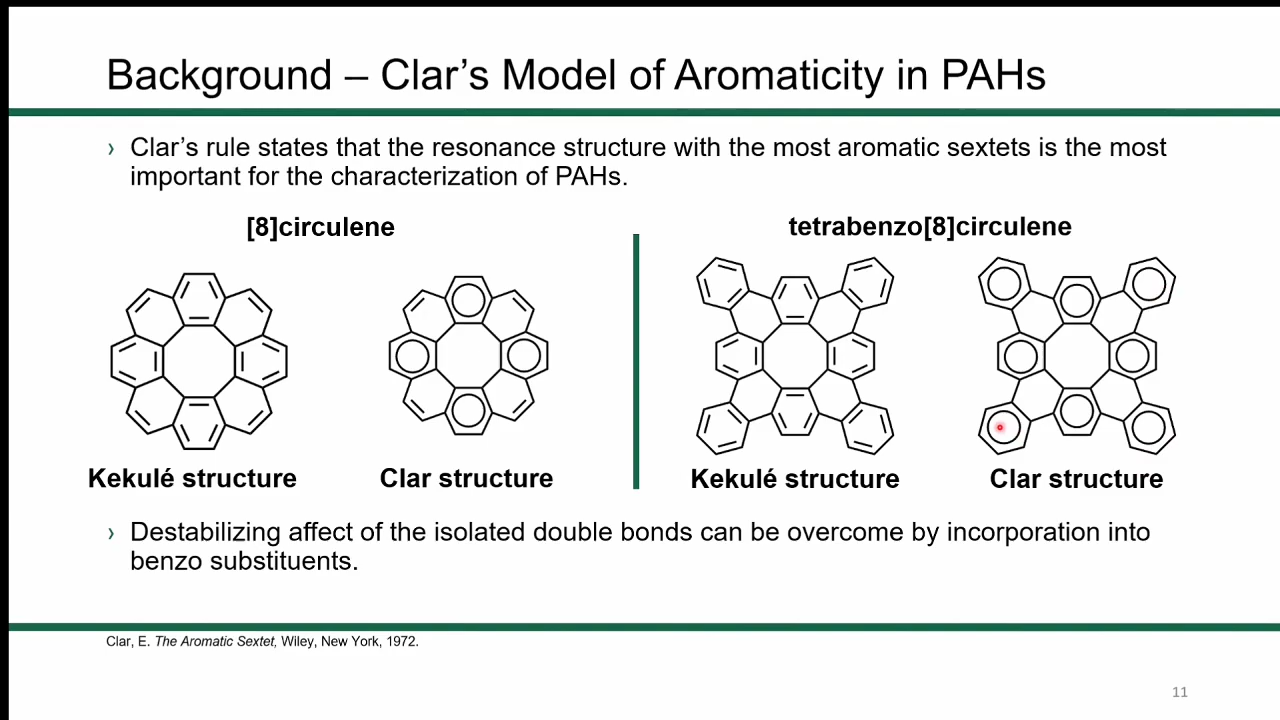 Background – Clar's Model of Aromaticity in PAHs
› Clar's rule states that the resonance structure with the most aromatic sextets is the most
important for the characterization of PAHs.
[8]circulene
tetrabenzo[8]circulene
Kekulé structure
Clar structure
Kekulé structure
Clar structure
› Destabilizing affect of the isolated double bonds can be overcome by incorporation into
benzo substituents.
Clar, E. The Aromatic Sextet, Wiley, New York, 1972.
11